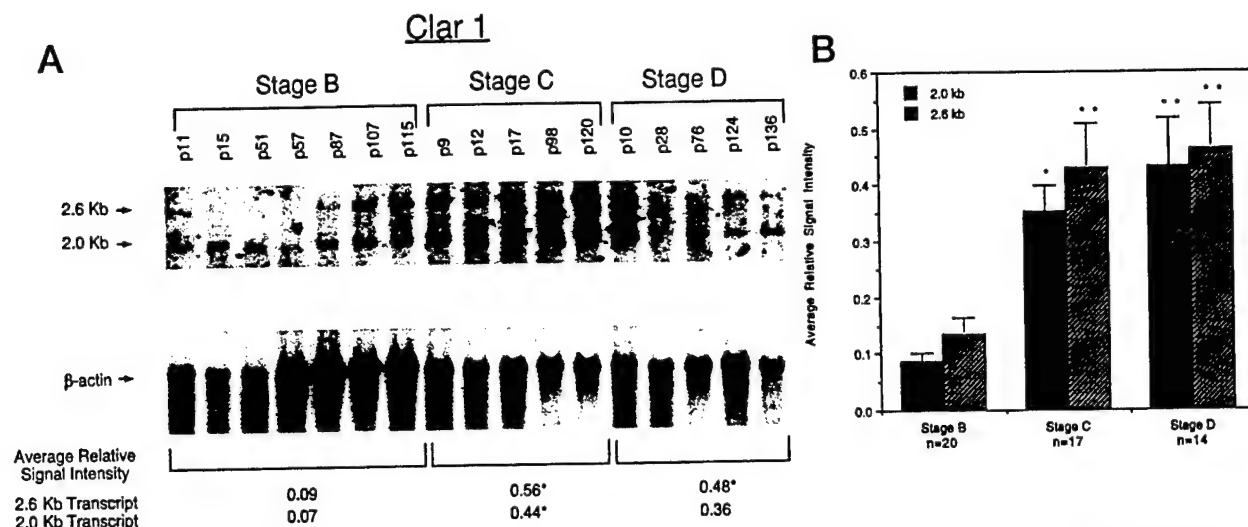 Clar 1
A
Stage B Stage C Stage D
p11 p15 p51 p57 p87 p107 p115 p9 p12 p17 p98 p120 p10 p28 p76 p124 p136
2.6 Kb →
2.0 Kb →
β-actin →
Average Relative
Signal Intensity
2.6 Kb Transcript 0.09 0.56* 0.48*
2.0 Kb Transcript 0.07 0.44* 0.36
B
Average Relative Signal Intensity
0.6
0.5
0.4
0.3
0.2
0.1
0.0
2.0 kb
2.6 kb
* ** ** **
Stage B Stage C Stage D
n=20 n=17 n=14